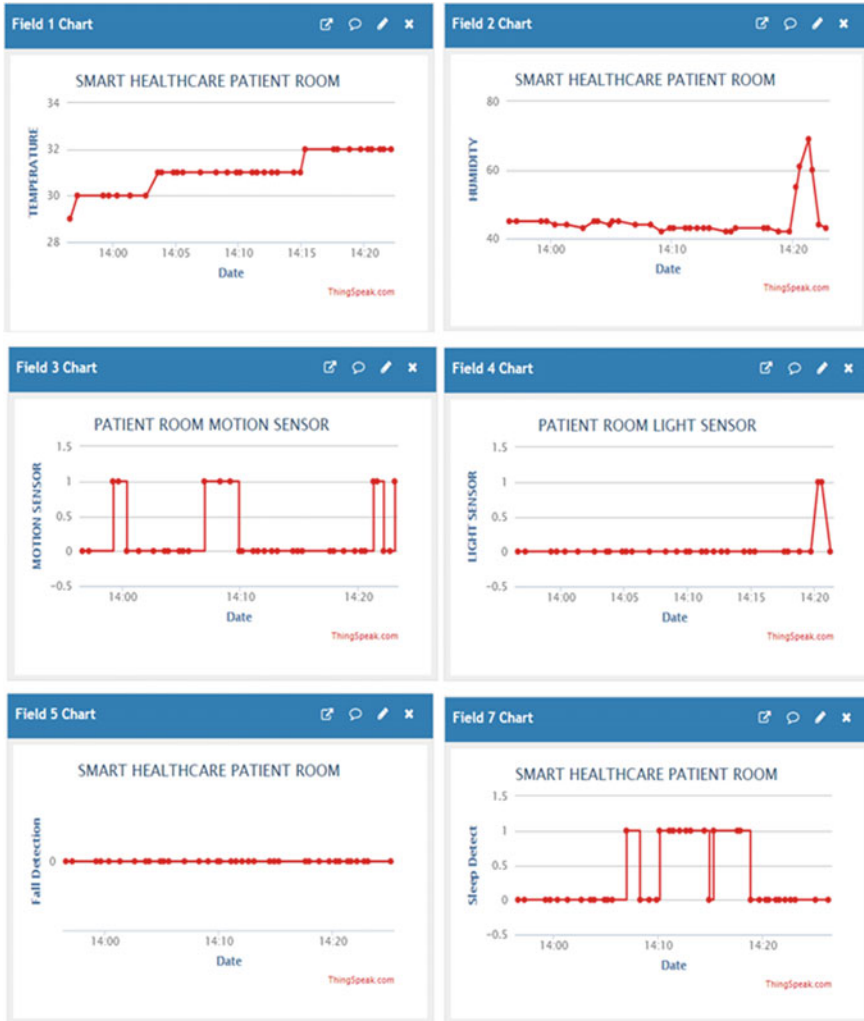 Field 1 Chart
SMART HEALTHCARE PATIENT ROOM
TEMPERATURE
34
32
30
28
14:00 14:05 14:10 14:15 14:20
Date
ThingSpeak.com
Field 2 Chart
SMART HEALTHCARE PATIENT ROOM
HUMIDITY
80
60
40
14:00 14:10 14:20
Date
ThingSpeak.com
Field 3 Chart
PATIENT ROOM MOTION SENSOR
MOTION SENSOR
1.5
1
0.5
0
-0.5
14:00 14:10 14:20
Date
ThingSpeak.com
Field 4 Chart
PATIENT ROOM LIGHT SENSOR
LIGHT SENSOR
1.5
1
0.5
0
-0.5
14:00 14:05 14:10 14:15 14:20
Date
ThingSpeak.com
Field 5 Chart
SMART HEALTHCARE PATIENT ROOM
Fall Detection
0
14:00 14:10 14:20
Date
ThingSpeak.com
Field 7 Chart
SMART HEALTHCARE PATIENT ROOM
Sleep Detect
1.5
1
0.5
0
-0.5
14:00 14:10 14:20
Date
ThingSpeak.com